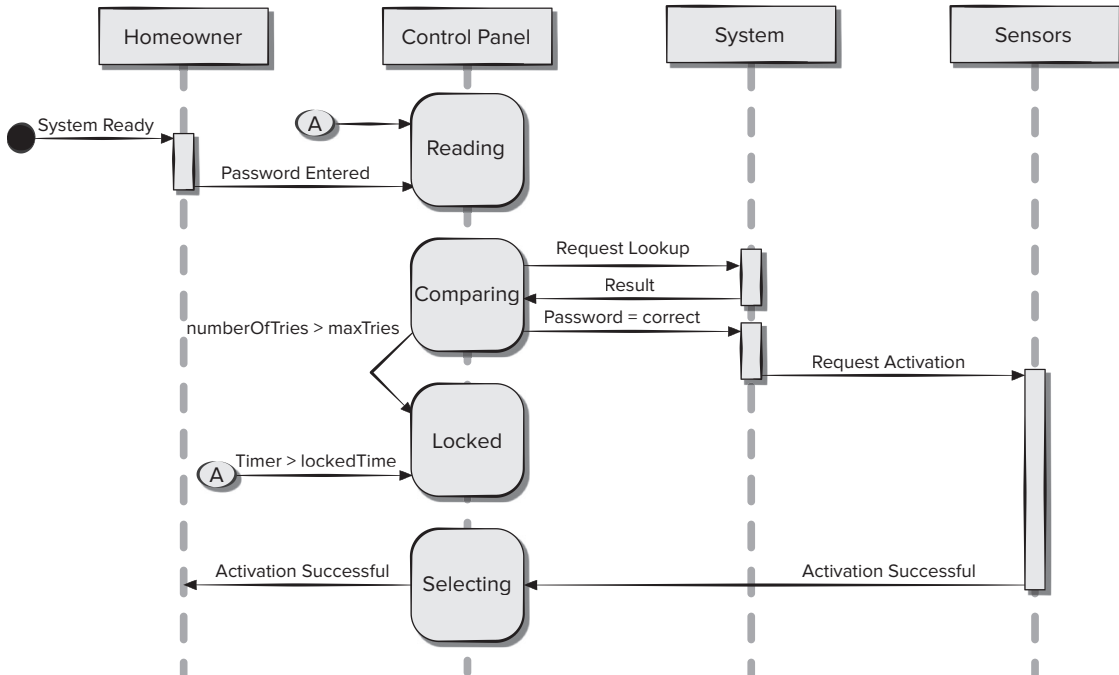 Homeowner
Control Panel
System
Sensors
System Ready
A
Reading
Password Entered
Request Lookup
Comparing
Result
Password = correct
numberOfTries > maxTries
Request Activation
Locked
A
Timer > lockedTime
Activation Successful
Selecting
Activation Successful